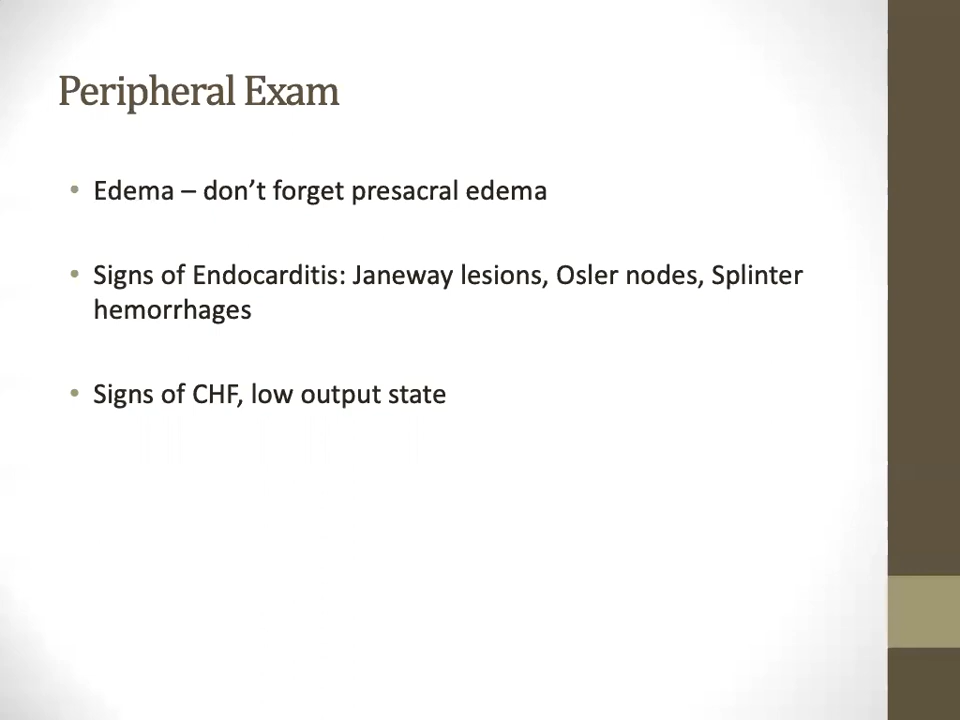 Peripheral Exam
• Edema – don’t forget presacral edema
• Signs of Endocarditis: Janeway lesions, Osler nodes, Splinter
hemorrhages
• Signs of CHF, low output state